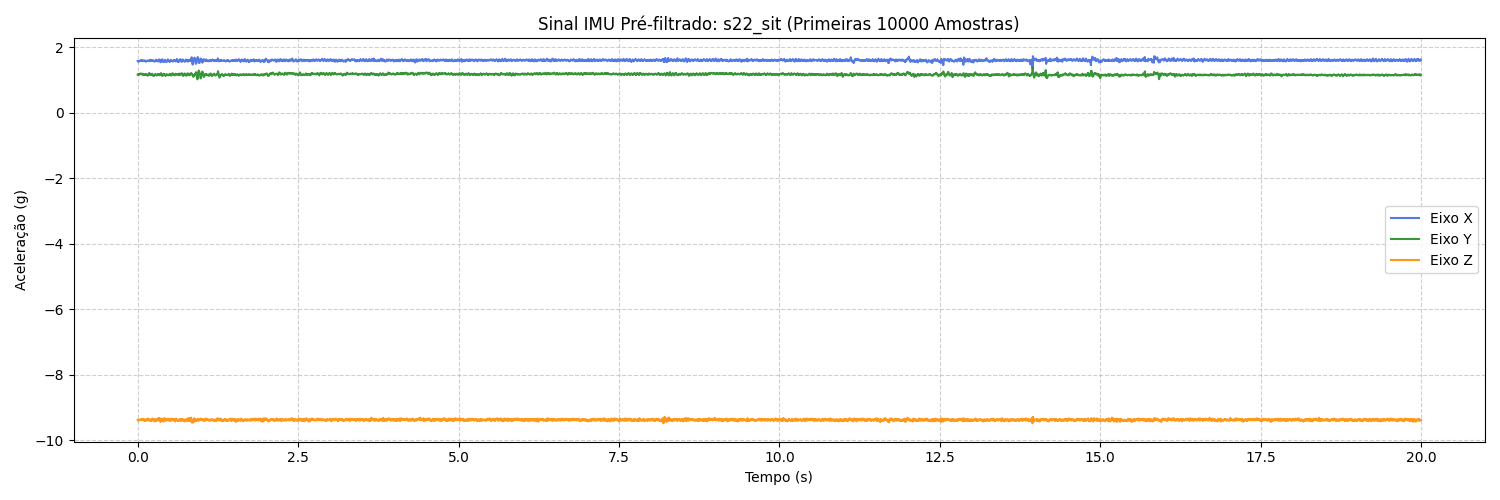 Sinal IMU Pré-filtrado: s22_sit (Primeiras 10000 Amostras)
2
0
−2
−4
−6
−8
−10
Aceleração (g)
Eixo X
Eixo Y
Eixo Z
0.0 2.5 5.0 7.5 10.0 12.5 15.0 17.5 20.0
Tempo (s)